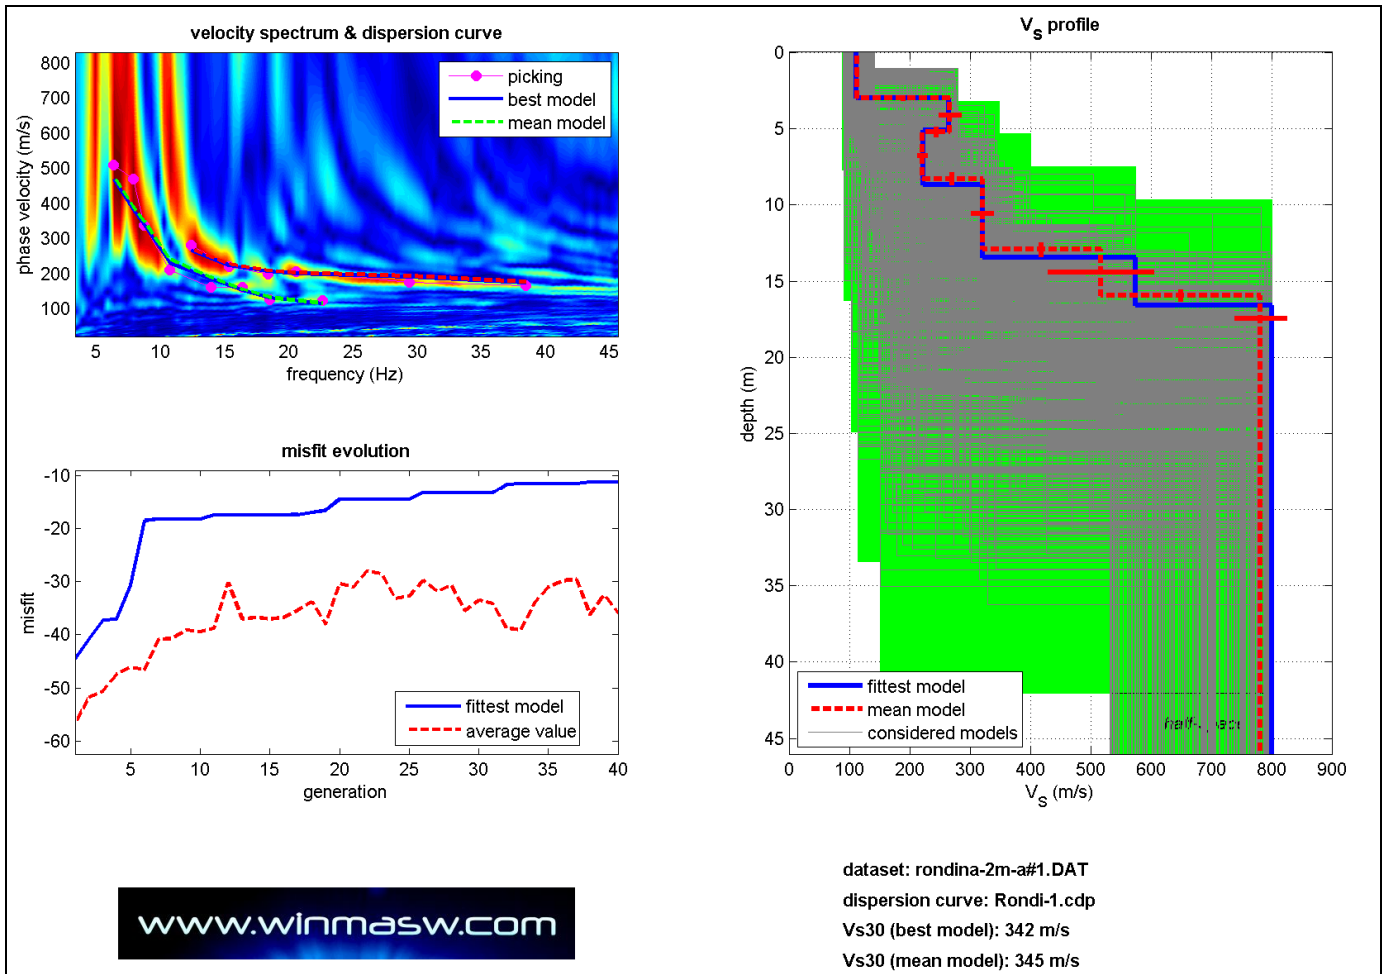 velocity spectrum & dispersion curve
800
700
600
500
400
300
200
100
phase velocity (m/s)
picking
best model
mean model
5
10
15
20
25
30
35
40
45
frequency (Hz)
misfit evolution
-10
-20
-30
-40
-50
-60
misfit
fittest model
average value
5
10
15
20
25
30
35
40
generation
www.winmasw.com
VS profile
0
5
10
15
20
25
30
35
40
45
depth (m)
fittest model
mean model
considered models
half-space
0
100
200
300
400
500
600
700
800
900
VS (m/s)
dataset: rondina-2m-a#1.DAT
dispersion curve: Rondi-1.cdp
Vs30 (best model): 342 m/s
Vs30 (mean model): 345 m/s